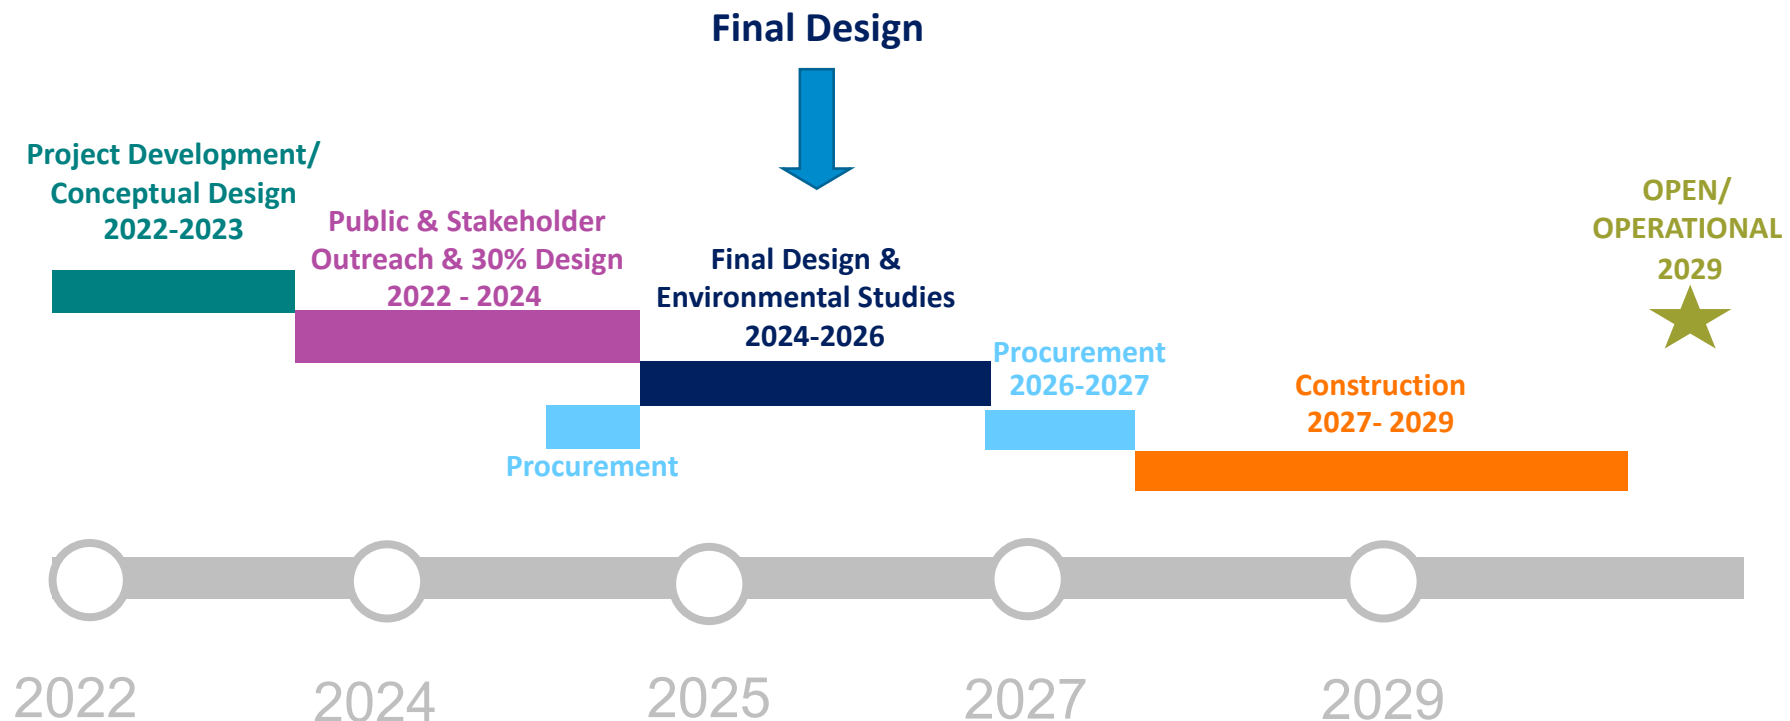 Final Design
Project Development/
Conceptual Design
2022-2023
Public & Stakeholder
Outreach & 30% Design
2022 - 2024
Final Design &
Environmental Studies
2024-2026
Procurement
Procurement
2026-2027
Construction
2027- 2029
OPEN/
OPERATIONAL
2029
2022
2024
2025
2027
2029